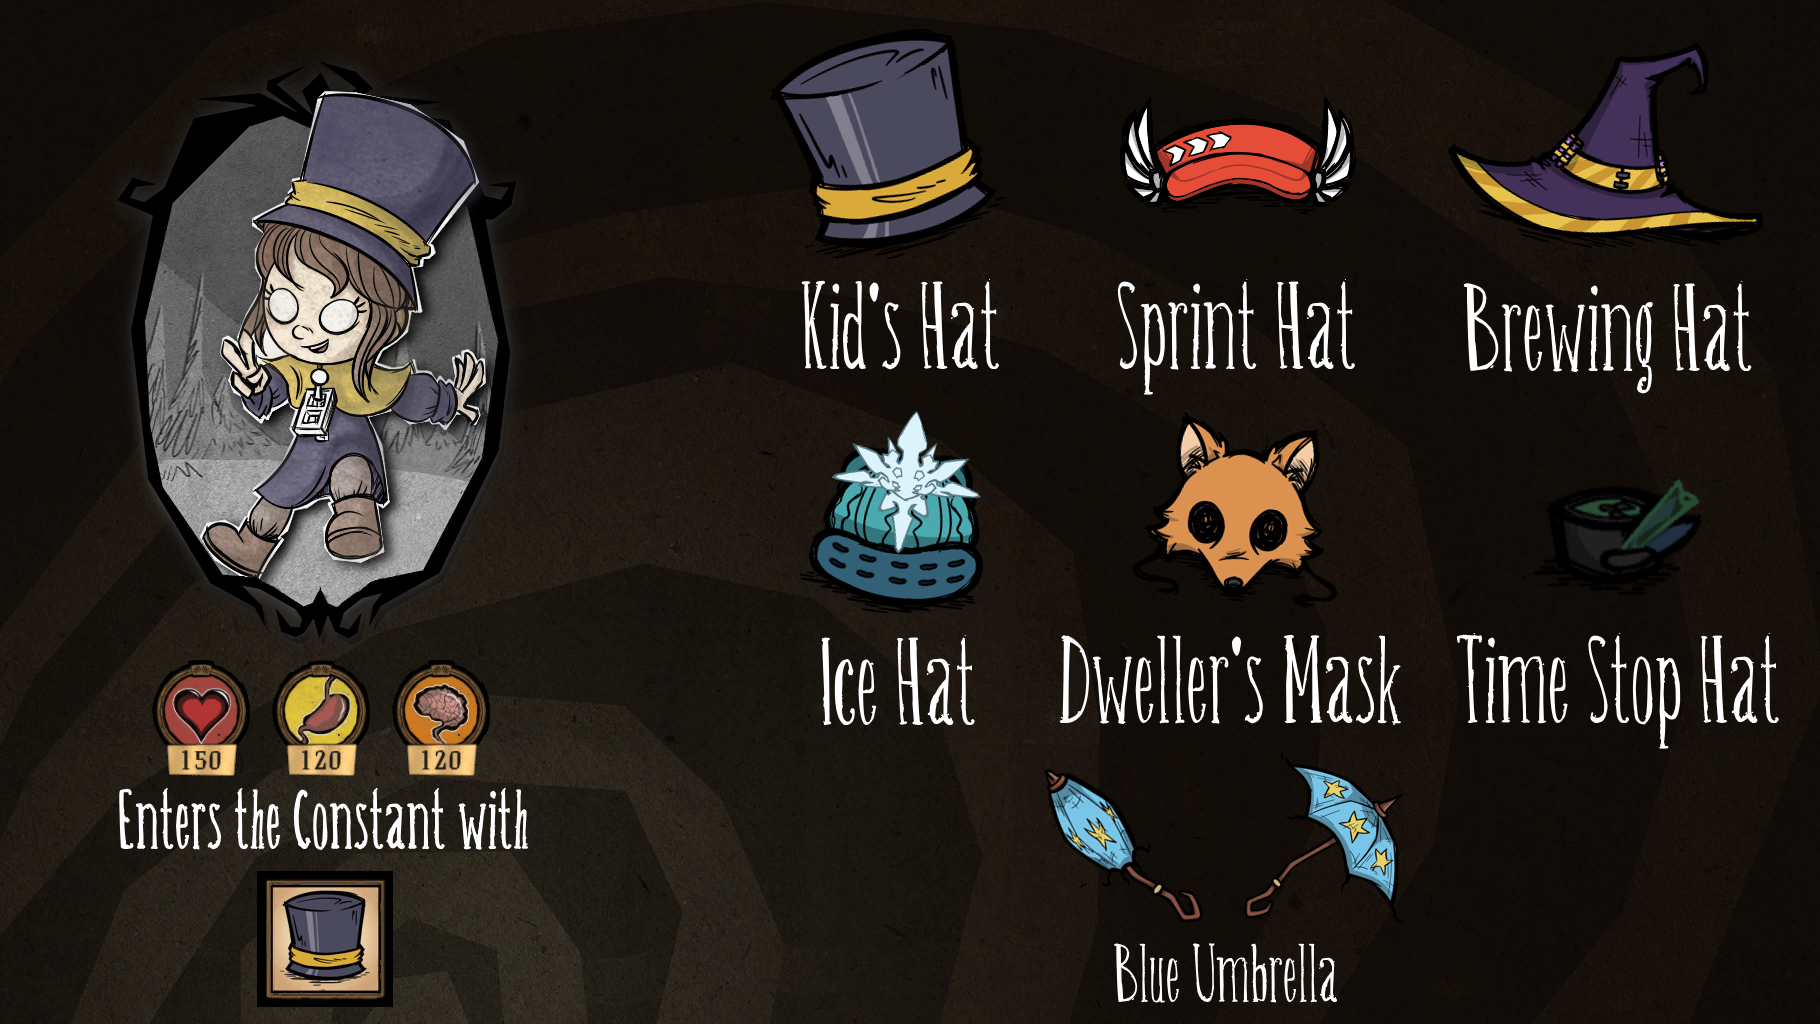 Kid's Hat
Sprint Hat
Brewing Hat
Ice Hat
Dweller's Mask
Time Stop Hat
150
120
120
Enters the Constant with
Blue Umbrella